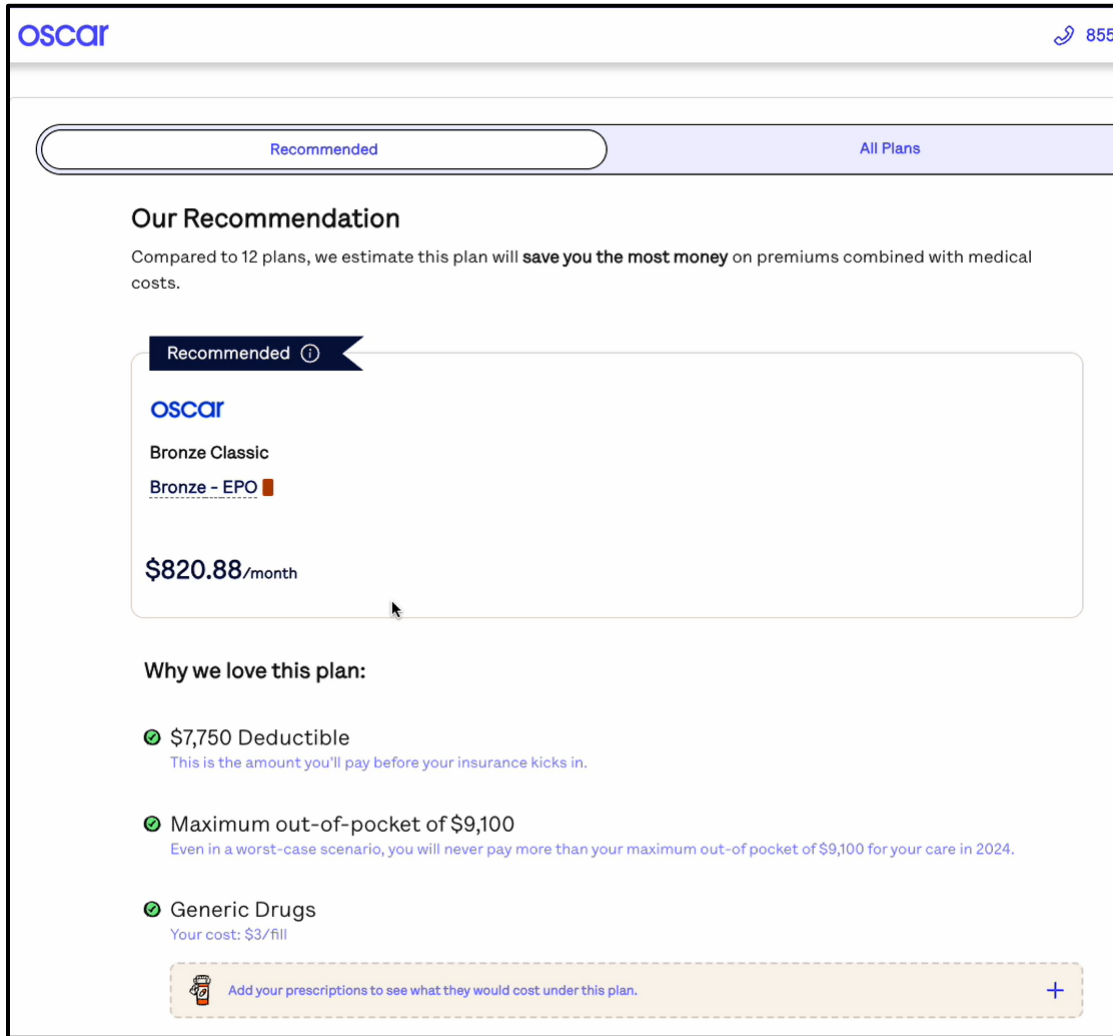 oscar
855
Recommended
All Plans
Our Recommendation
Compared to 12 plans, we estimate this plan will save you the most money on premiums combined with medical
costs.
Recommended
oscar
Bronze Classic
Bronze - EPO
$820.88/month
Why we love this plan:
$7,750 Deductible
This is the amount you'll pay before your insurance kicks in.
Maximum out-of-pocket of $9,100
Even in a worst-case scenario, you will never pay more than your maximum out-of pocket of $9,100 for your care in 2024.
Generic Drugs
Your cost: $3/fill
Add your prescriptions to see what they would cost under this plan.